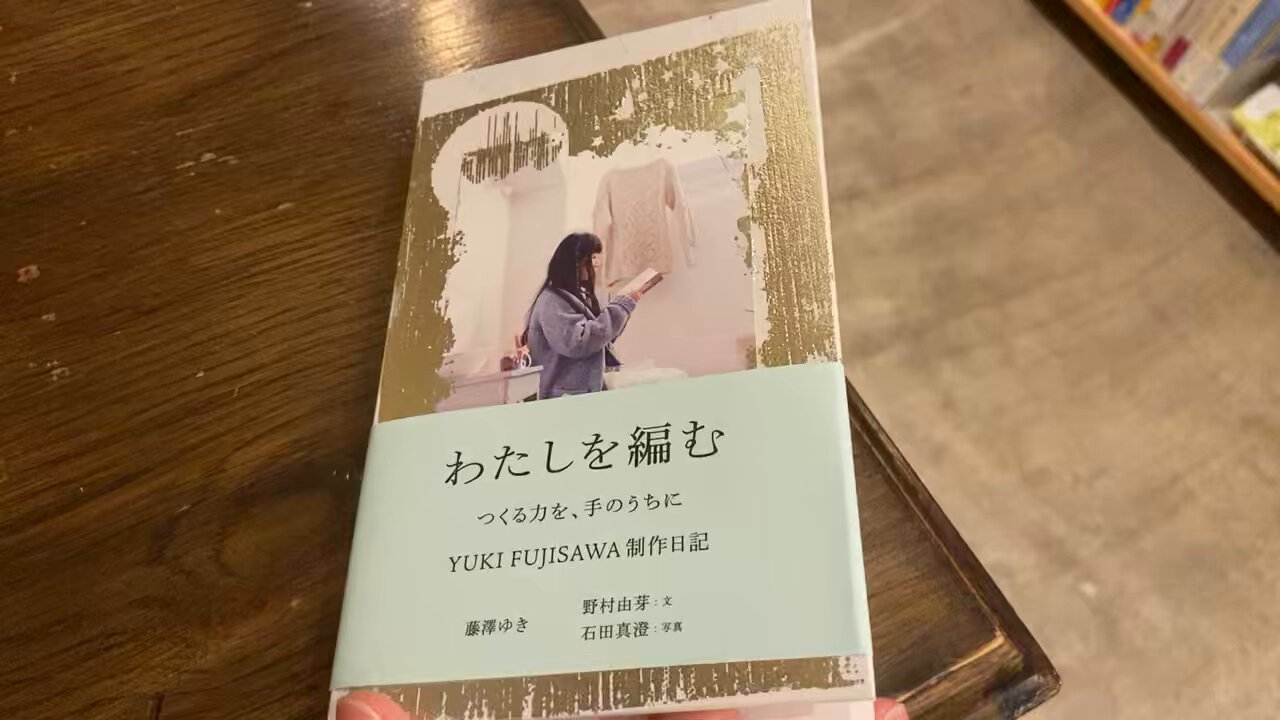 わたしを編む
つくる力を、手のうちに
YUKI FUJISAWA 制作日記
藤澤ゆき
野村由芽：文
石田真澄：写真